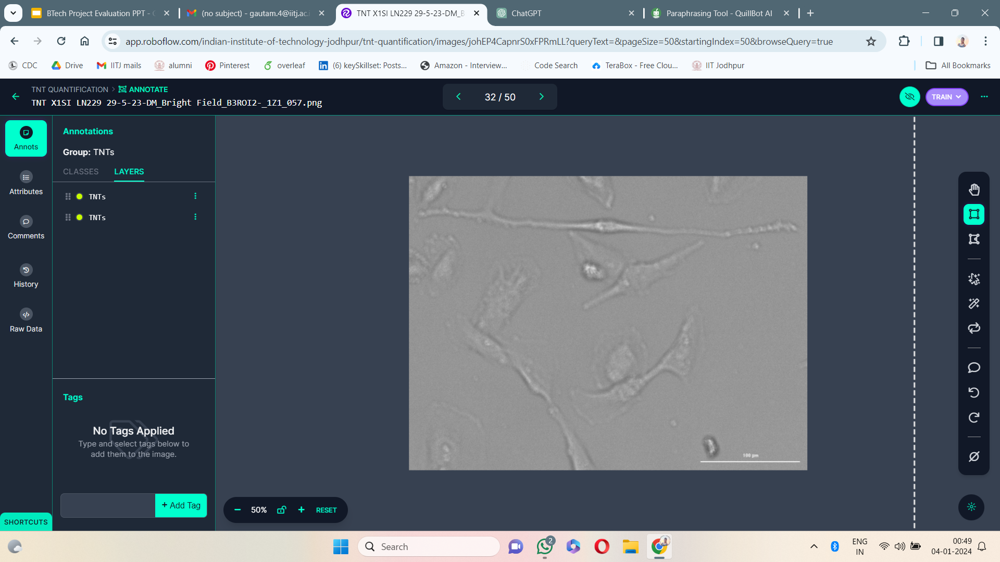 BTech Project Evaluation PPT - G
(no subject) - gautam.4@iitj.ac.i
TNT X1SI LN229 29-5-23-DM_B
ChatGPT
Paraphrasing Tool - QuillBot AI
app.roboflow.com/indian-institute-of-technology-jodhpur/tnt-quantification/images/johEP4CapnrS0xFPRmLL?queryText=&pageSize=50&startingIndex=50&browseQuery=true
CDC
Drive
IITJ mails
alumni
Pinterest
overleaf
(6) keySkillset: Posts...
Amazon - Interview...
Code Search
TeraBox - Free Clou...
IIT Jodhpur
All Bookmarks
TNT QUANTIFICATION > ANNOTATE
TNT X1SI LN229 29-5-23-DM_Bright Field_B3ROI2-_1Z1_057.png
32 / 50
TRAIN
Annots
Attributes
Comments
History
Raw Data
SHORTCUTS
Annotations
Group: TNTs
CLASSES
LAYERS
TNTs
TNTs
Tags
No Tags Applied
Type and select tags below to
add them to the image.
+ Add Tag
100 µm
50%
RESET
Search
2
ENG
IN
00:49
04-01-2024